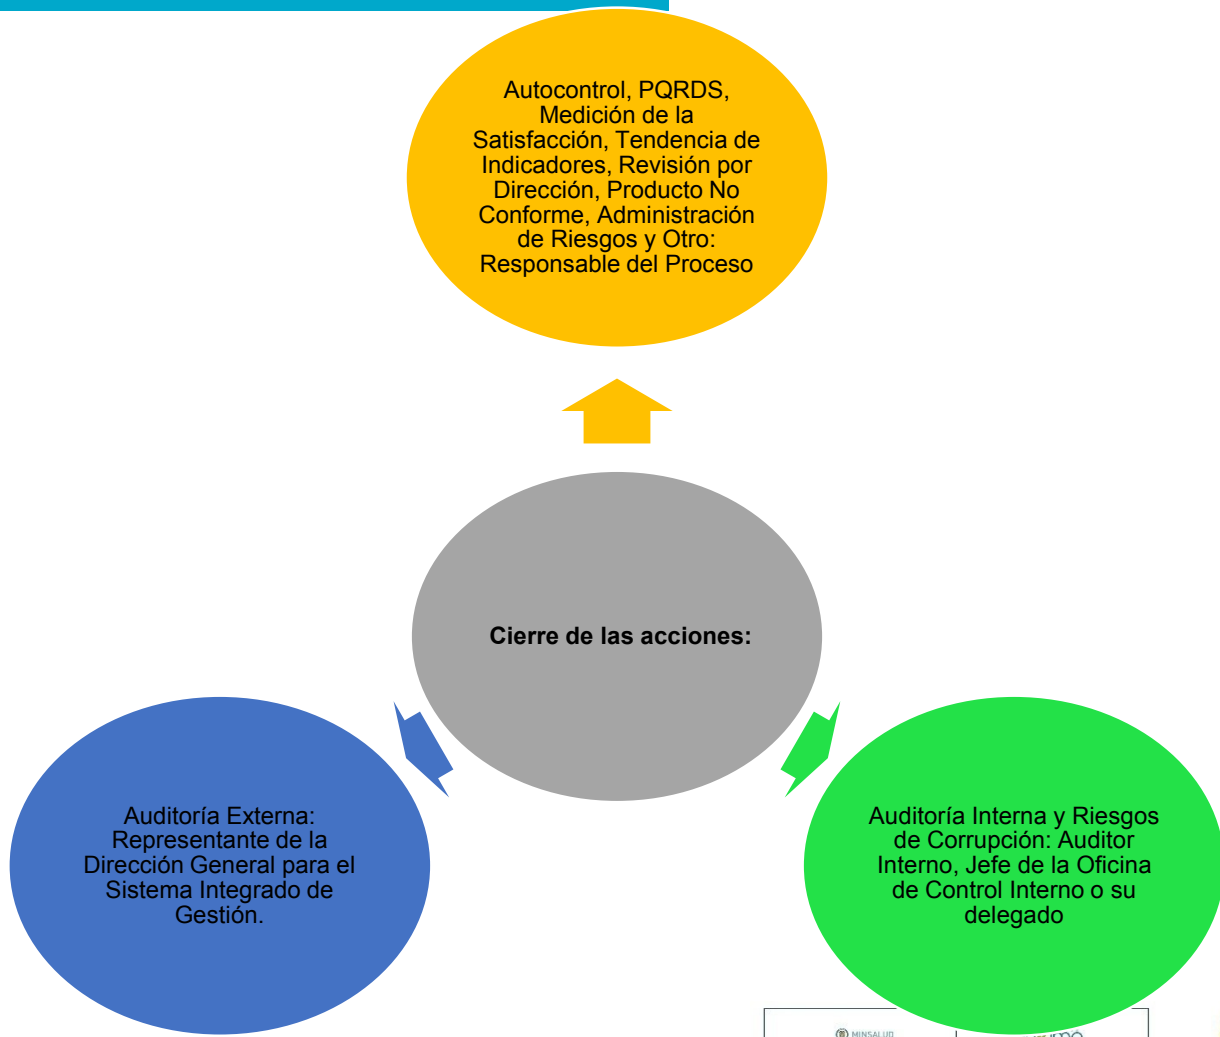 Autocontrol, PQRDS,
Medición de la
Satisfacción, Tendencia de
Indicadores, Revisión por
Dirección, Producto No
Conforme, Administración
de Riesgos y Otro:
Responsable del Proceso
Cierre de las acciones:
Auditoría Externa:
Representante de la
Dirección General para el
Sistema Integrado de
Gestión.
Auditoría Interna y Riesgos
de Corrupción: Auditor
Interno, Jefe de la Oficina
de Control Interno o su
delegado
MINSALUD